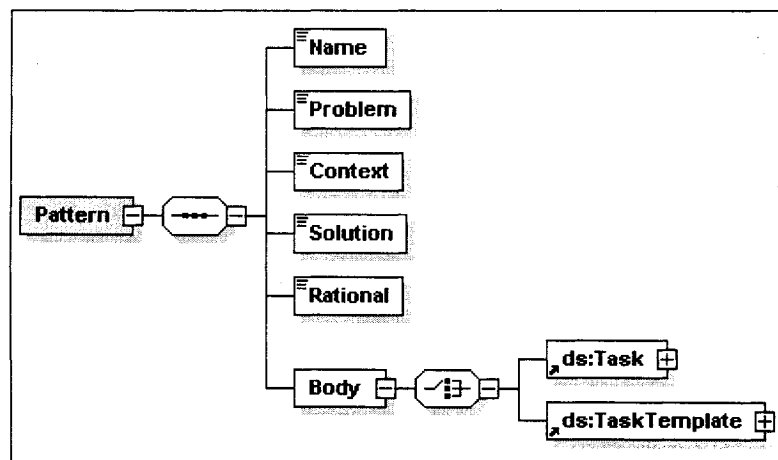 Name
Problem
Context
Pattern
Solution
Rational
Body
ds:Task
ds:TaskTemplate